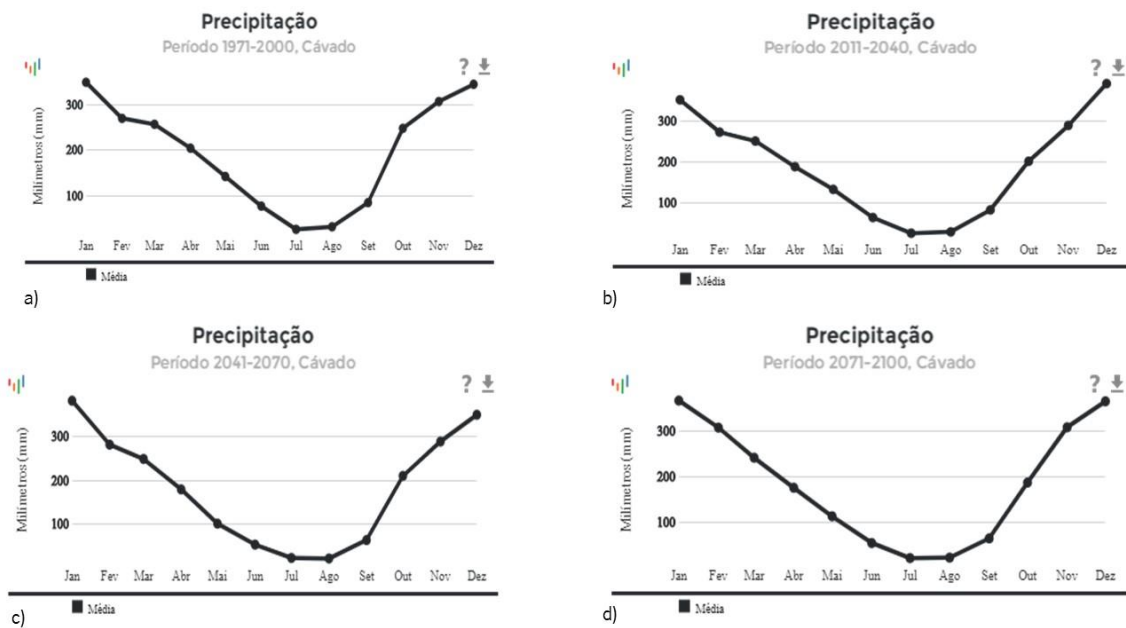 Precipitação
Período 1971-2000, Cávado
?
Milímetros (mm)
300
200
100
Jan Fev Mar Abr Mai Jun Jul Ago Set Out Nov Dez
Média
a)
Precipitação
Período 2011-2040, Cávado
?
Milímetros (mm)
300
200
100
Jan Fev Mar Abr Mai Jun Jul Ago Set Out Nov Dez
Média
b)
Precipitação
Período 2041-2070, Cávado
?
Milímetros (mm)
300
200
100
Jan Fev Mar Abr Mai Jun Jul Ago Set Out Nov Dez
Média
c)
Precipitação
Período 2071-2100, Cávado
?
Milímetros (mm)
300
200
100
Jan Fev Mar Abr Mai Jun Jul Ago Set Out Nov Dez
Média
d)